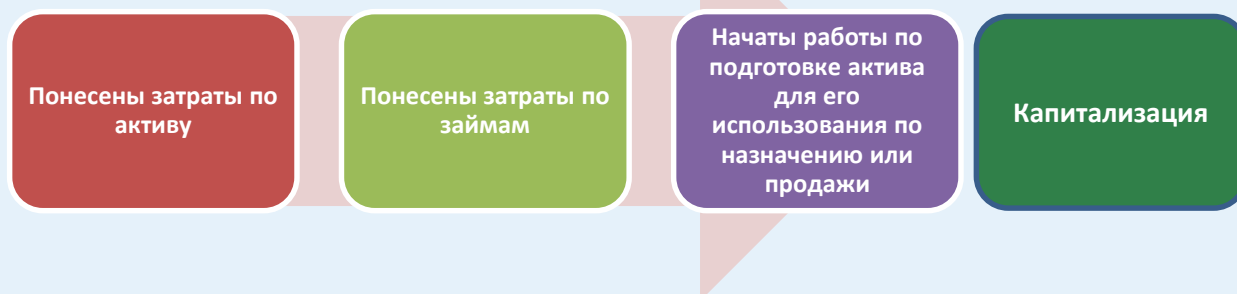 Понесены затраты по
активу
Понесены затраты по
займам
Начаты работы по
подготовке актива
для его
использования по
назначению или
продажи
Капитализация